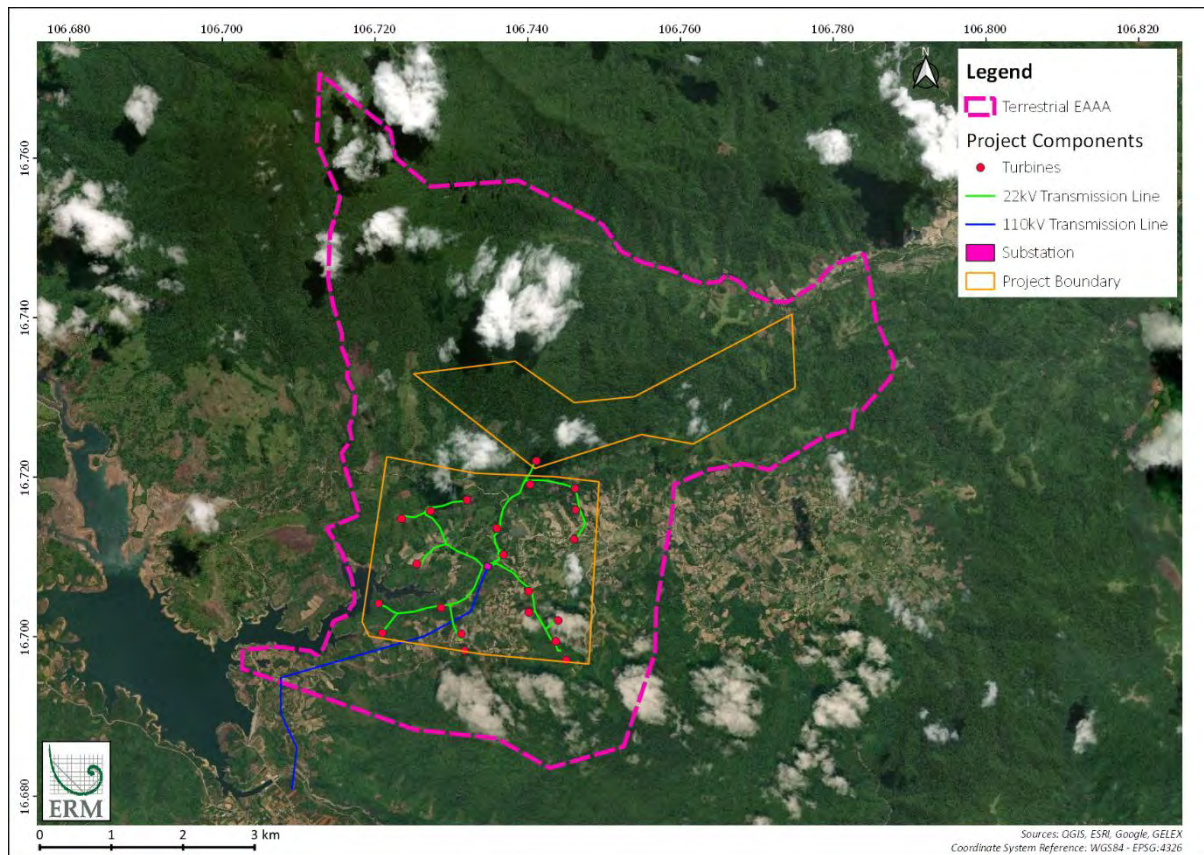 106.680 106.700 106.720 106.740 106.760 106.780 106.800 106.820
N
Legend
Terrestrial EAAA
Project Components
Turbines
22kV Transmission Line
110kV Transmission Line
Substation
Project Boundary
16.760
16.740
16.720
16.700
16.680
ERM
0 1 2 3 km
Sources: QGIS, ESRI, Google, GELEX
Coordinate System Reference: WGS84 - EPSG:4326